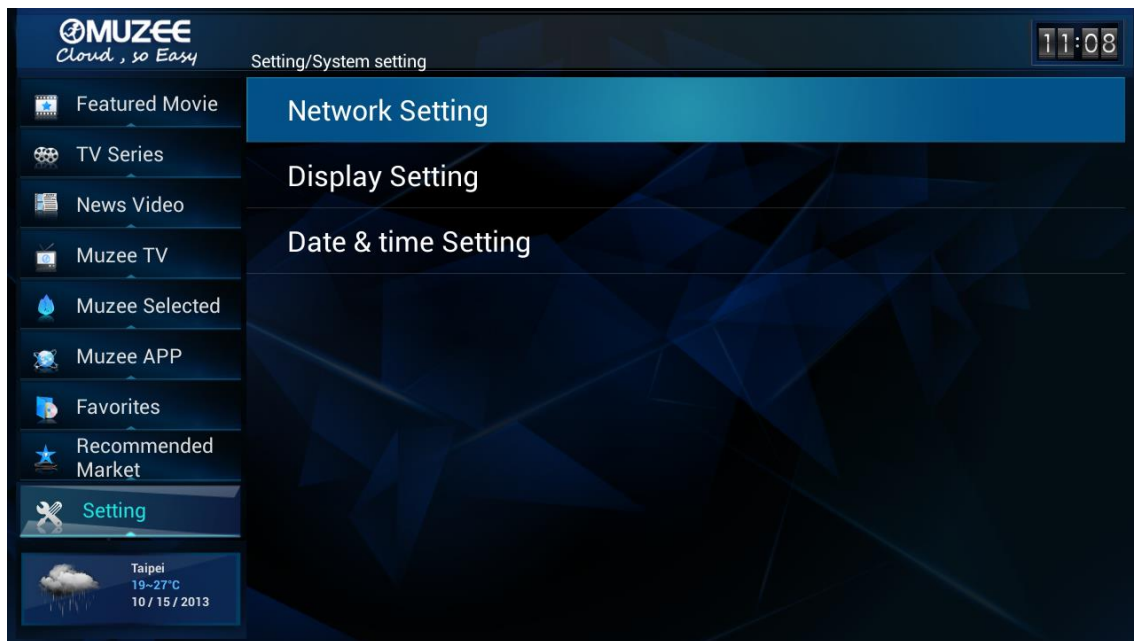 MUZEE
Cloud, so Easy
Setting/System setting
11:08
Featured Movie
TV Series
News Video
Muzee TV
Muzee Selected
Muzee APP
Favorites
Recommended
Market
Setting
Network Setting
Display Setting
Date & time Setting
Taipei
19~27°C
10 / 15 / 2013